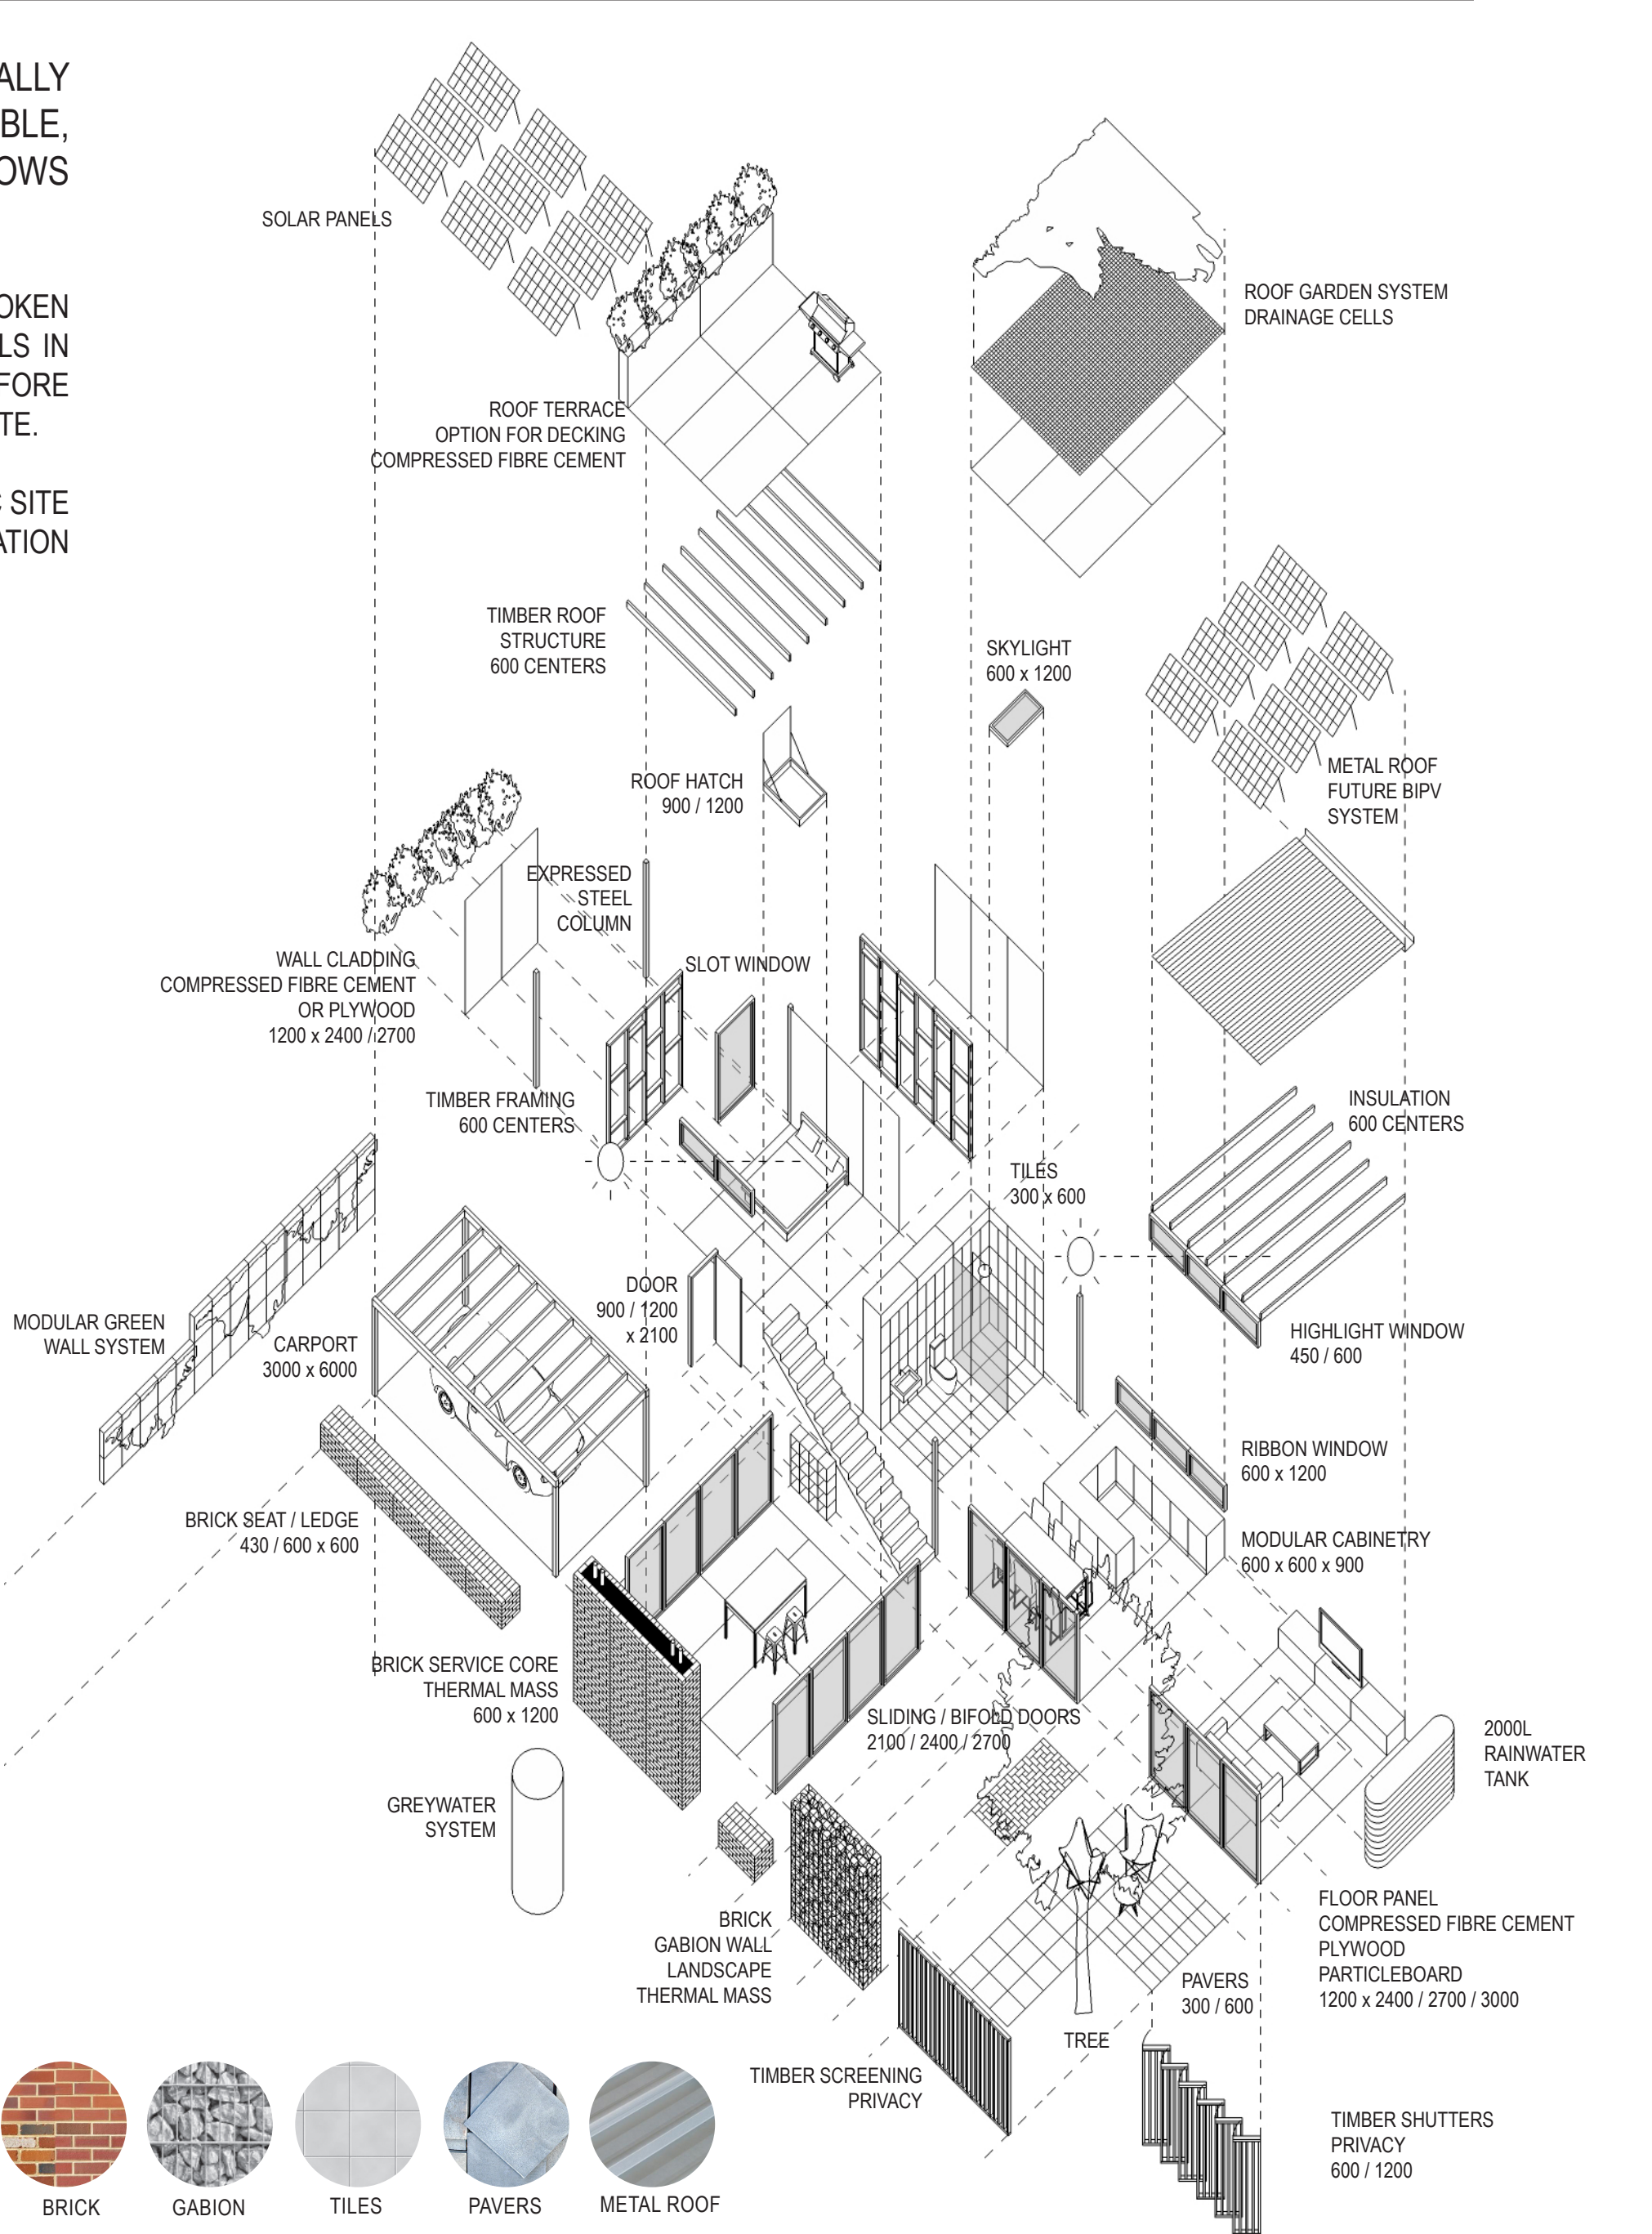 ALLY
BLE,
OWS
OKEN
LS IN
FORE
TE.
SITE
ATION
SOLAR PANELS
ROOF GARDEN SYSTEM
DRAINAGE CELLS
ROOF TERRACE
OPTION FOR DECKING
COMPRESSED FIBRE CEMENT
TIMBER ROOF
STRUCTURE
600 CENTERS
SKYLIGHT
600 x 1200
ROOF HATCH
900 / 1200
METAL ROOF
FUTURE BIPV
SYSTEM
EXPRESSED
STEEL
COLUMN
WALL CLADDING
COMPRESSED FIBRE CEMENT
OR PLYWOOD
1200 x 2400 / 2700
SLOT WINDOW
TIMBER FRAMING
600 CENTERS
INSULATION
600 CENTERS
TILES
300 x 600
DOOR
900 / 1200
x 2100
MODULAR GREEN
WALL SYSTEM
CARPORT
3000 x 6000
HIGHLIGHT WINDOW
450 / 600
RIBBON WINDOW
600 x 1200
BRICK SEAT / LEDGE
430 / 600 x 600
MODULAR CABINETRY
600 x 600 x 900
BRICK SERVICE CORE
THERMAL MASS
600 x 1200
SLIDING / BIFOLD DOORS
2100 / 2400 / 2700
2000L
RAINWATER
TANK
GREYWATER
SYSTEM
BRICK
GABION WALL
LANDSCAPE
THERMAL MASS
FLOOR PANEL
COMPRESSED FIBRE CEMENT
PLYWOOD
PARTICLEBOARD
1200 x 2400 / 2700 / 3000
PAVERS
300 / 600
TREE
TIMBER SCREENING
PRIVACY
TIMBER SHUTTERS
PRIVACY
600 / 1200
BRICK
GABION
TILES
PAVERS
METAL ROOF